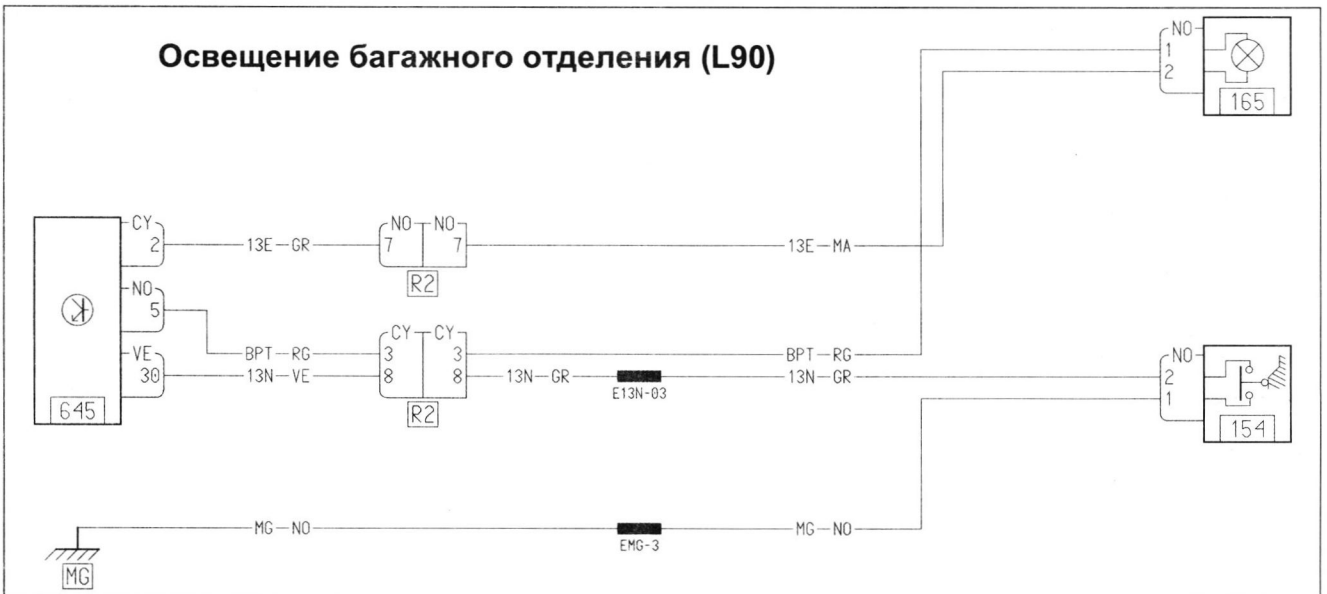 Освещение багажного отделения (L90)
NO
1
2
165
CY
2
13E-GR
NO NO
7 7
13E-MA
R2
NO
5
BPT-RG
CY CY
3 3
BPT-RG
VE
30
13N-VE
8 8
13N-GR
E13N-03
13N-GR
R2
645
NO
2
1
154
MG-NO
EMG-3
MG-NO
MG